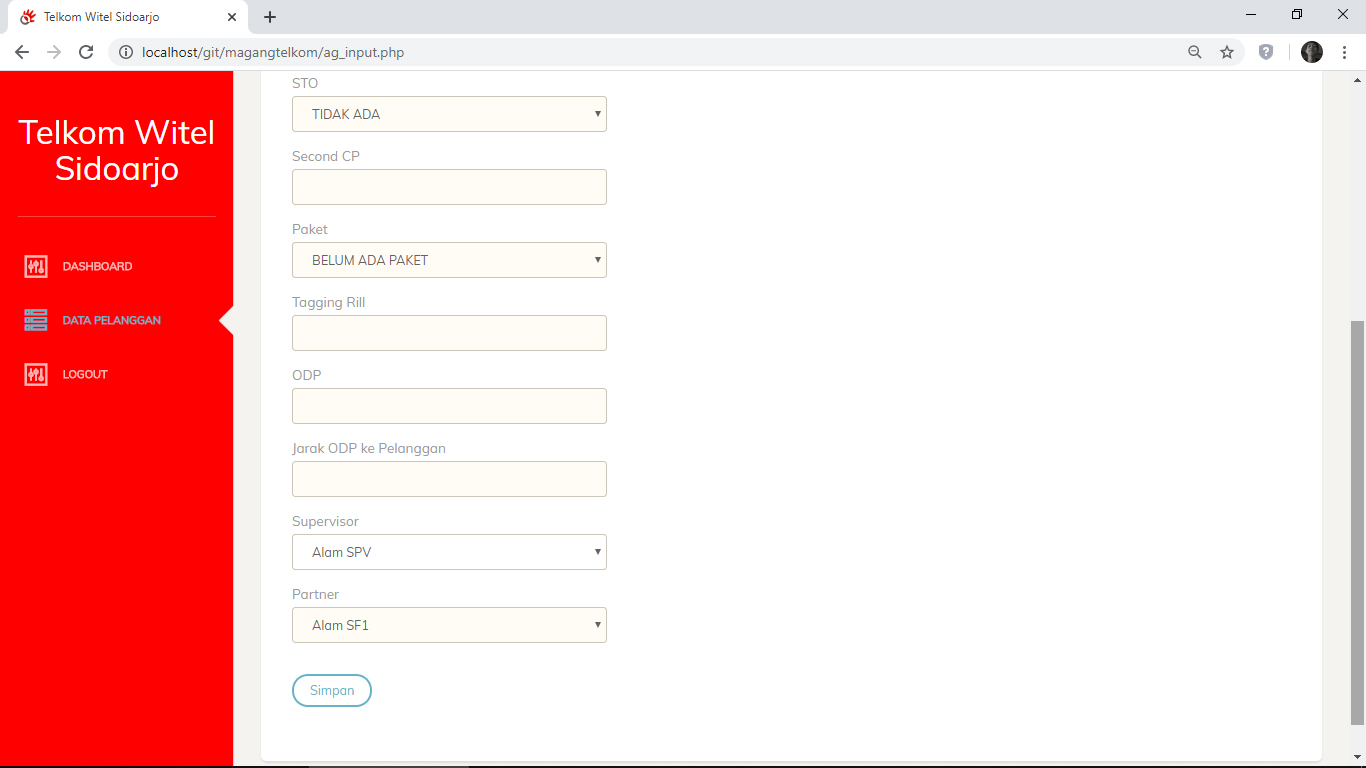 Telkom Witel Sidoarjo
localhost/git/magangtelkom/ag_input.php
Telkom Witel
Sidoarjo
DASHBOARD
DATA PELANGGAN
LOGOUT
STO
TIDAK ADA
Second CP
Paket
BELUM ADA PAKET
Tagging Rill
ODP
Jarak ODP ke Pelanggan
Supervisor
Alam SPV
Partner
Alam SF1
Simpan